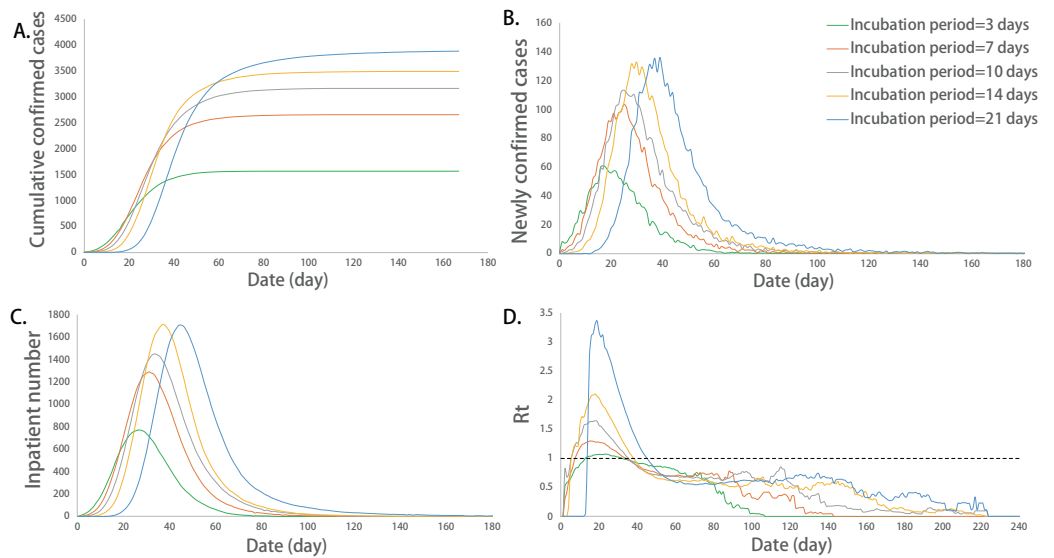 A.
Cumulative confirmed cases
4500
4000
3500
3000
2500
2000
1500
1000
500
0
0 20 40 60 80 100 120 140 160 180
Date (day)
B.
Newly confirmed cases
160
140
120
100
80
60
40
20
0
0 20 40 60 80 100 120 140 160 180
Date (day)
Incubation period=3 days
Incubation period=7 days
Incubation period=10 days
Incubation period=14 days
Incubation period=21 days
C.
Inpatient number
1800
1600
1400
1200
1000
800
600
400
200
0
0 20 40 60 80 100 120 140 160 180
Date (day)
D.
Rt
3.5
3
2.5
2
1.5
1
0.5
0
0 20 40 60 80 100 120 140 160 180 200 220 240
Date (day)